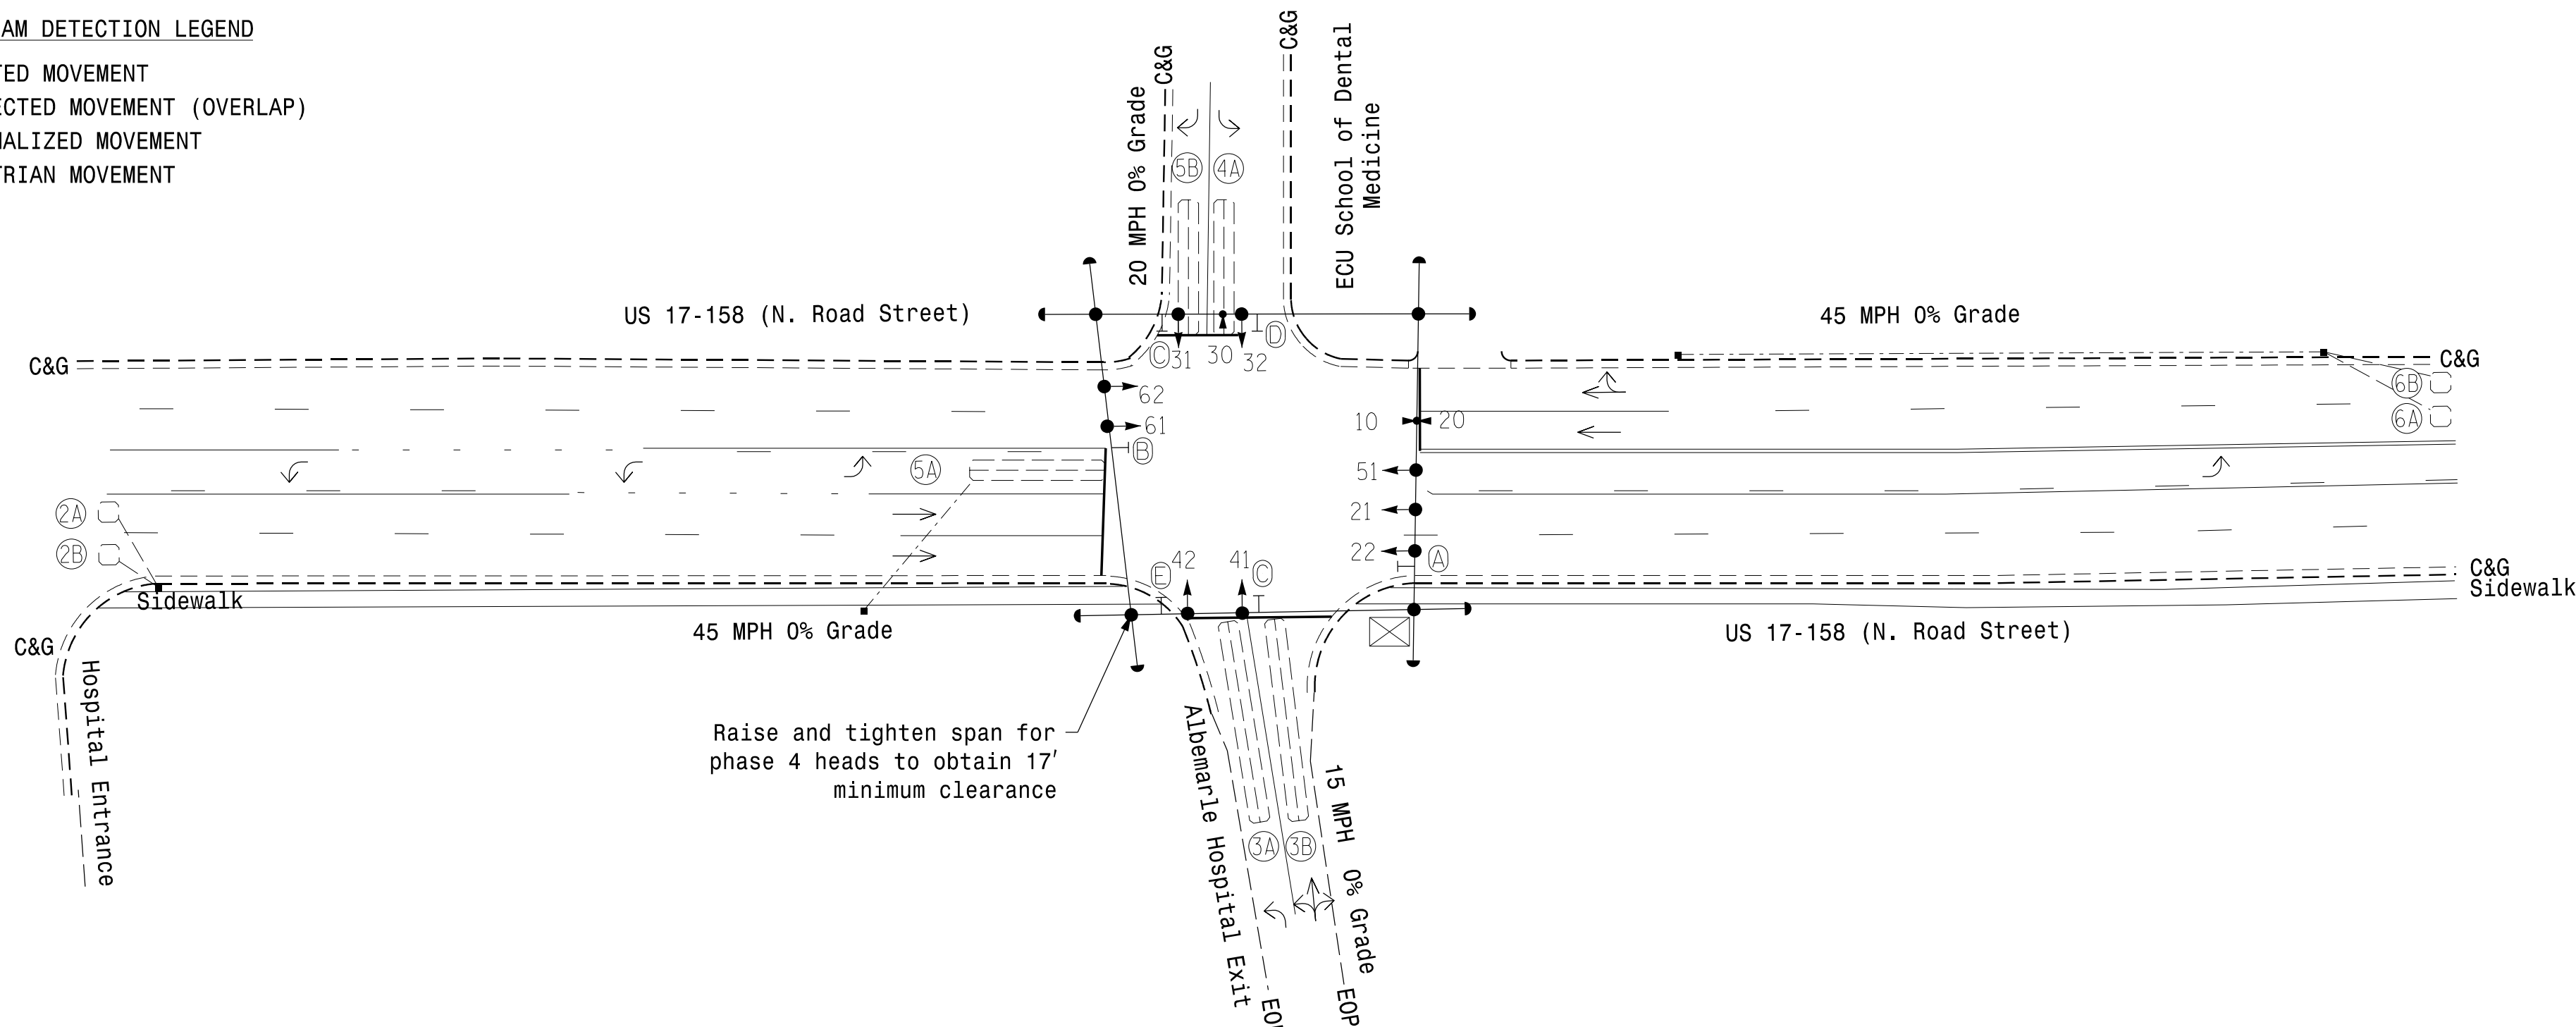 AM DETECTION LEGEND
TED MOVEMENT
ECTED MOVEMENT (OVERLAP)
NALIZED MOVEMENT
TRIAN MOVEMENT
C&G
C&G
20 MPH 0% Grade
ECU School of Dental
Medicine
5B
4A
US 17-158 (N. Road Street)
45 MPH 0% Grade
C&G
C&G
C
31
30
32
D
62
61
B
10
20
6B
6A
5A
51
21
22
A
2A
2B
E
42
41
C
Sidewalk
C&G
Sidewalk
45 MPH 0% Grade
US 17-158 (N. Road Street)
C&G
Hospital Entrance
Raise and tighten span for
phase 4 heads to obtain 17'
minimum clearance
Albemarle Hospital Exit
15 MPH 0% Grade
3A
3B
EOP